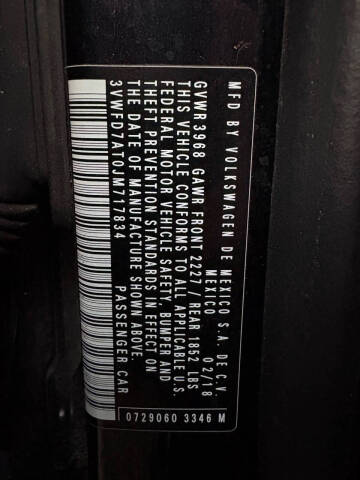 MFD BY VOLKSWAGEN DE MEXICO S.A. DE C.V.
MEXICO 02/18
GVWR3968 GAWR FRONT 2227/ REAR 1852 LBS
THIS VEHICLE CONFORMS TO ALL APPLICABLE U.S.
FEDERAL MOTOR VEHICLE SAFETY, BUMPER AND
THEFT PREVENTION STANDARDS IN EFFECT ON
THE DATE OF MANUFACTURE SHOWN ABOVE.
3VWFD7AT0JM717834 PASSENGER CAR
0729060 3346 M